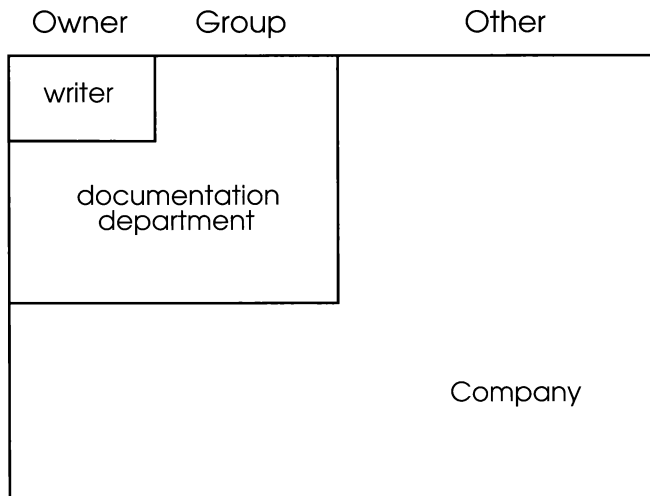 Owner Group Other
writer
documentation
department
Company